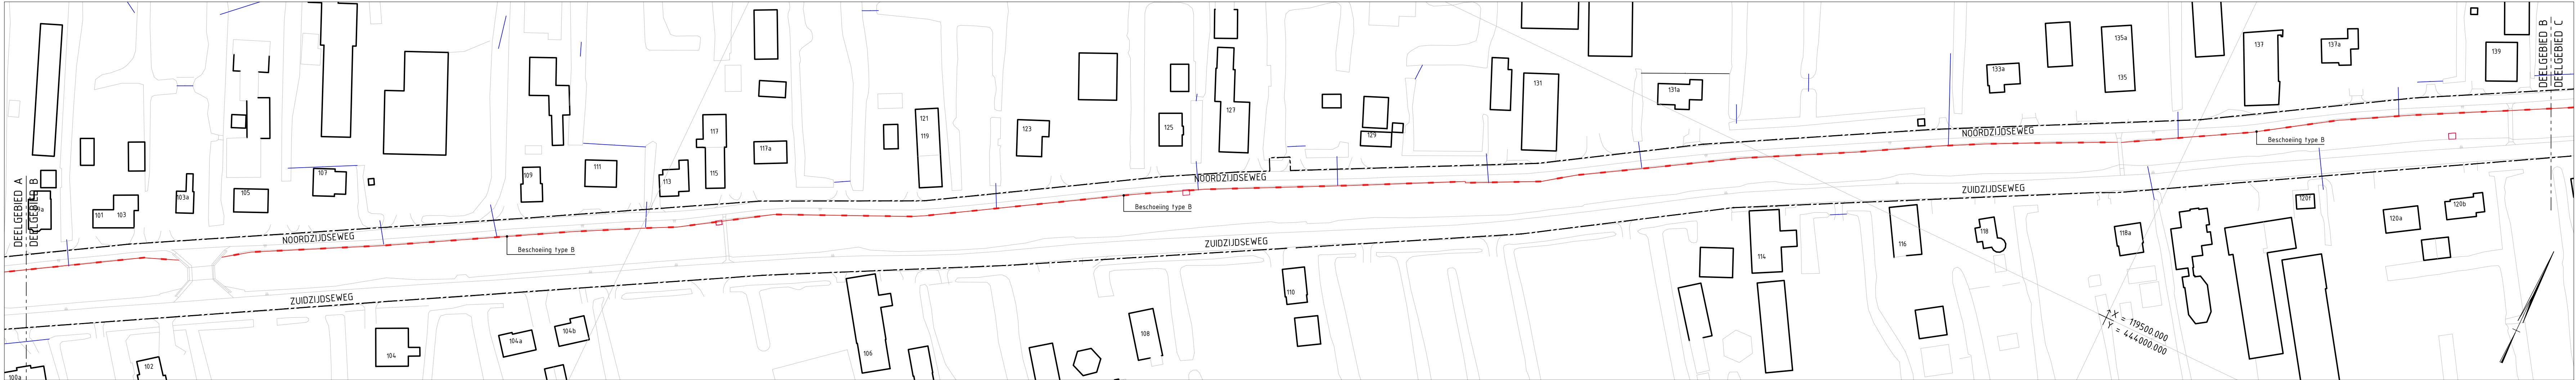 DEELGEBIED A
DEELGEBIED B
101
103
103a
105
107
109
111
113
117
115
117a
121
119
123
125
127
129
131
131a
133a
135a
135
137
137a
139
DEELGEBIED B
DEELGEBIED C
NOORDZIJDSEWEG
NOORDZIJDSEWEG
NOORDZIJDSEWEG
Beschoeiing type B
Beschoeiing type B
Beschoeiing type B
ZUIDZIJDSEWEG
ZUIDZIJDSEWEG
ZUIDZIJDSEWEG
100a
102
104
104a
104b
106
108
110
114
116
118
118a
120f
120a
120b
X = 119500.000
Y = 444000.000